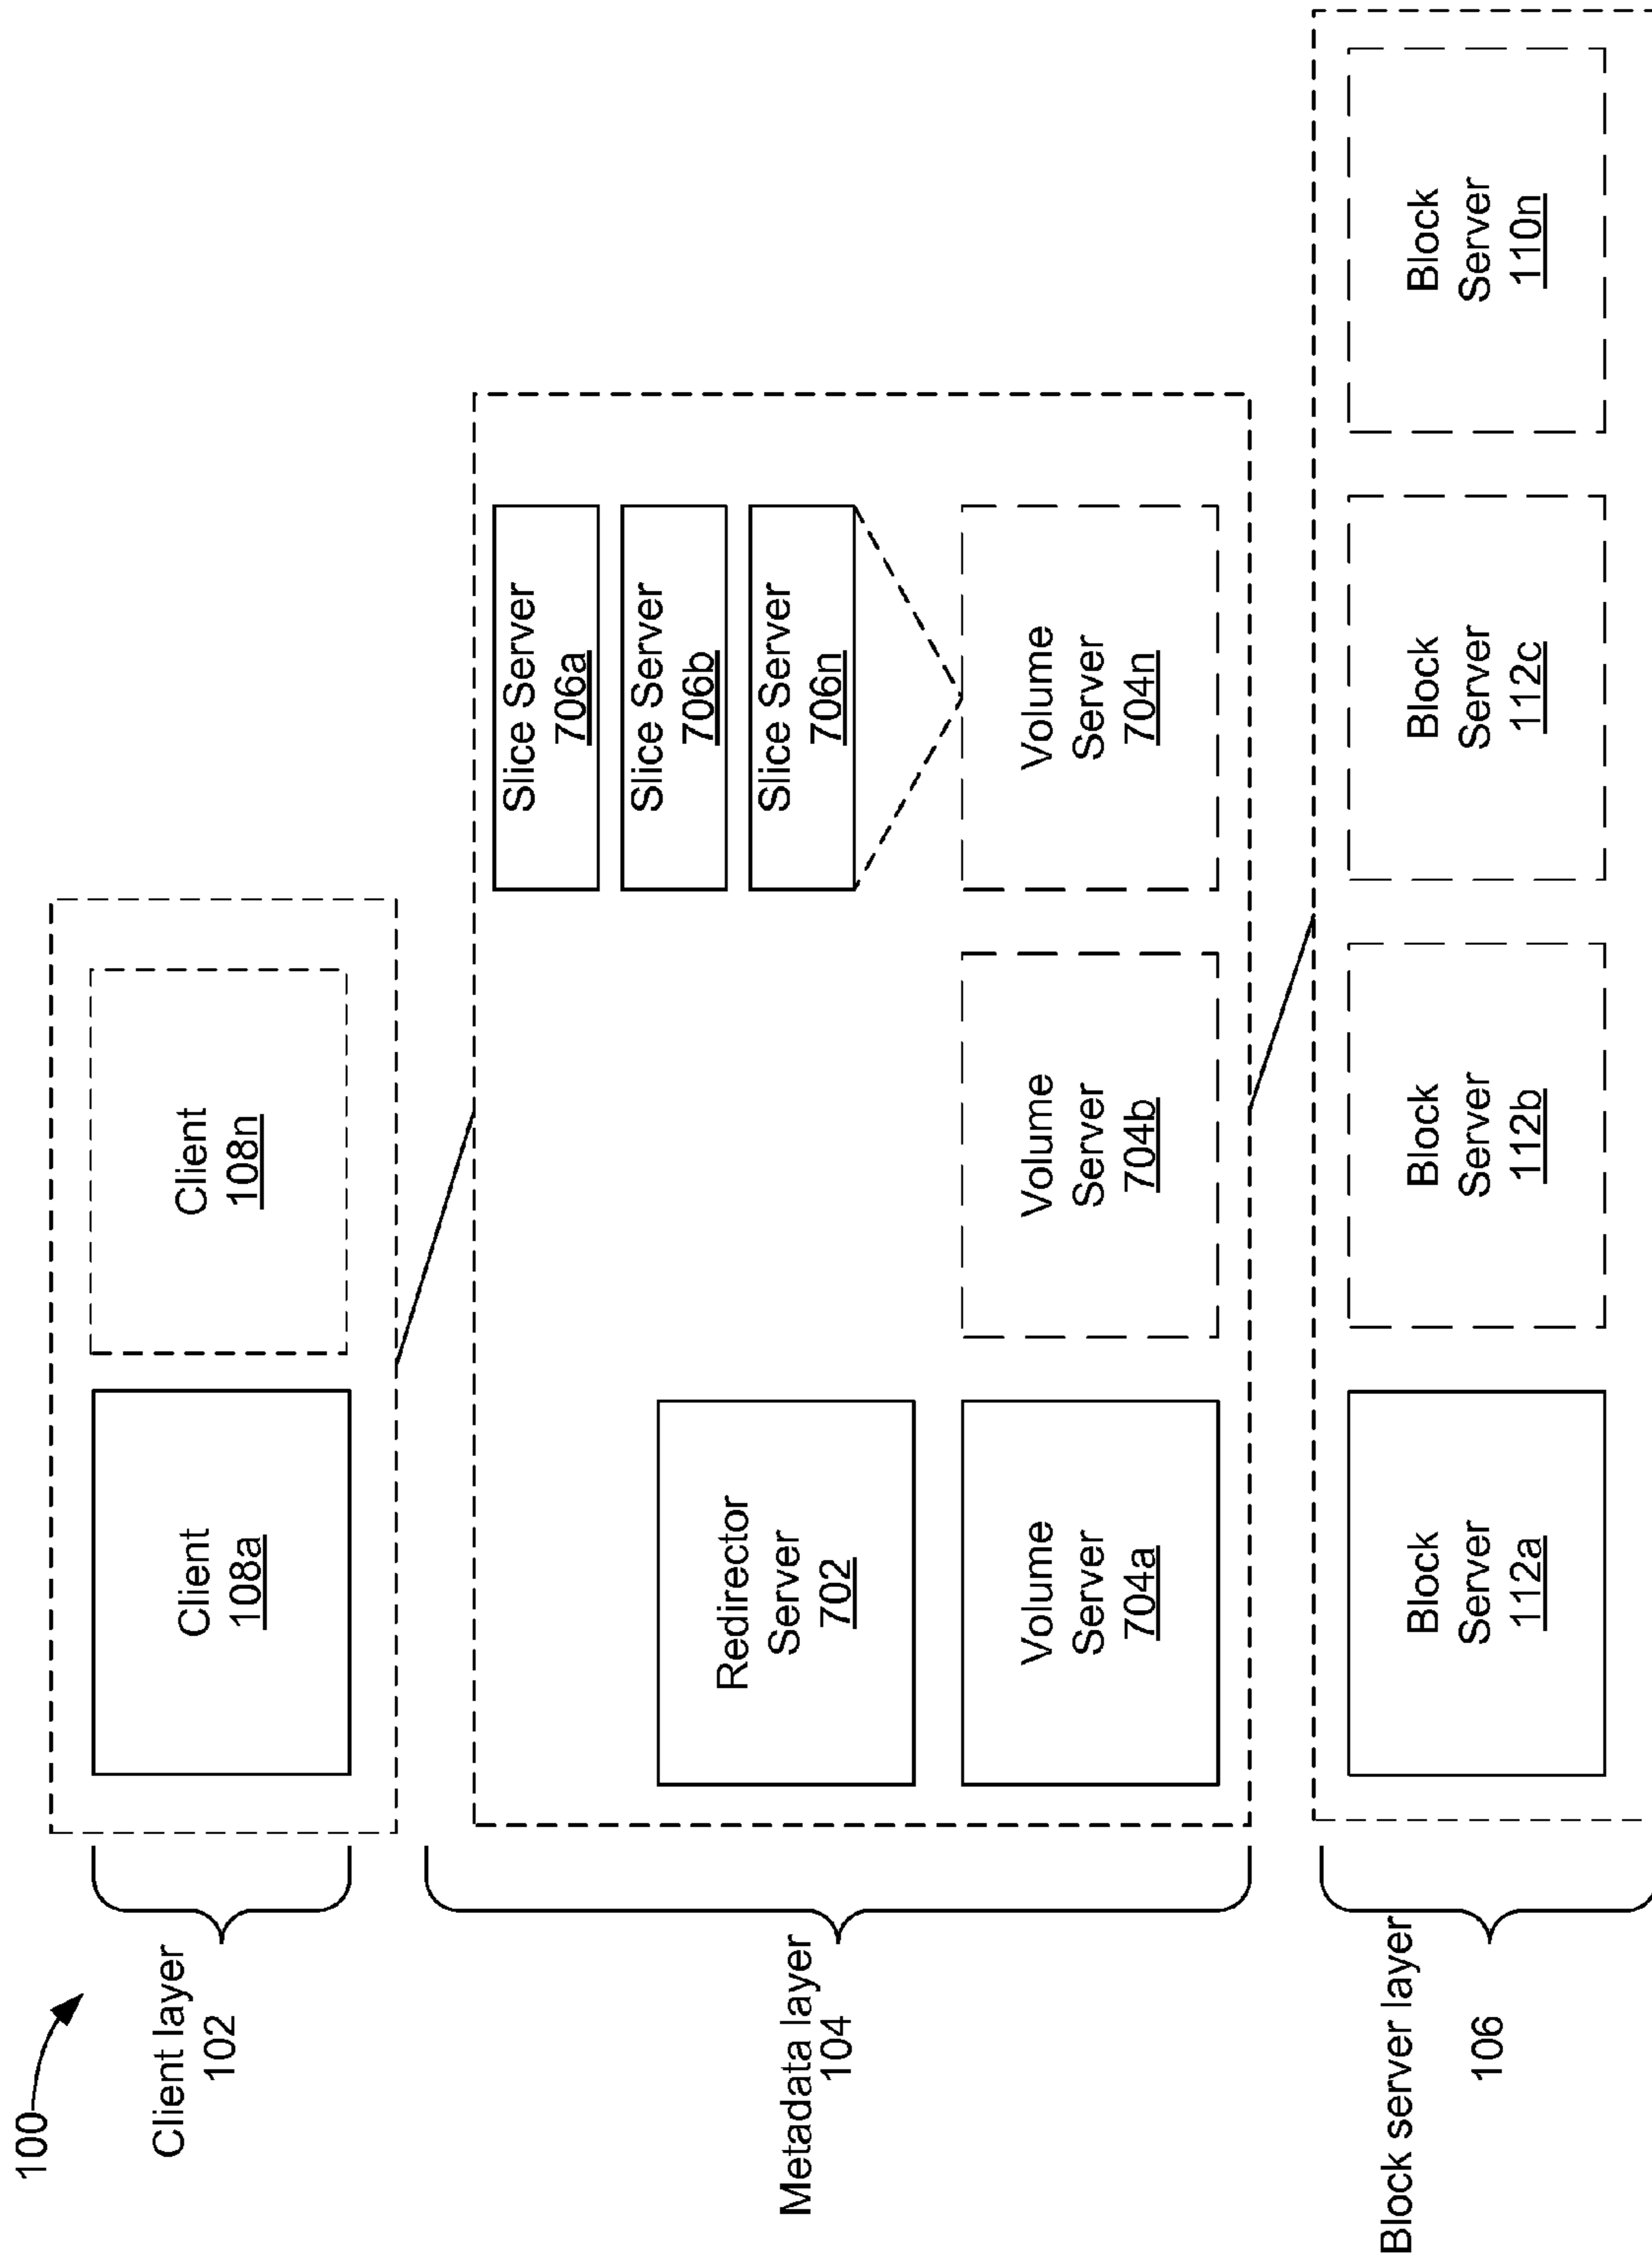 100
Client layer
102
Client
108a
Client
108n
Metadata layer
104
Slice Server
706a
Slice Server
706b
Slice Server
706n
Redirector
Server
702
Volume
Server
704a
Volume
Server
704b
Volume
Server
704n
Block server layer
106
Block
Server
112a
Block
Server
112b
Block
Server
112c
Block
Server
110n